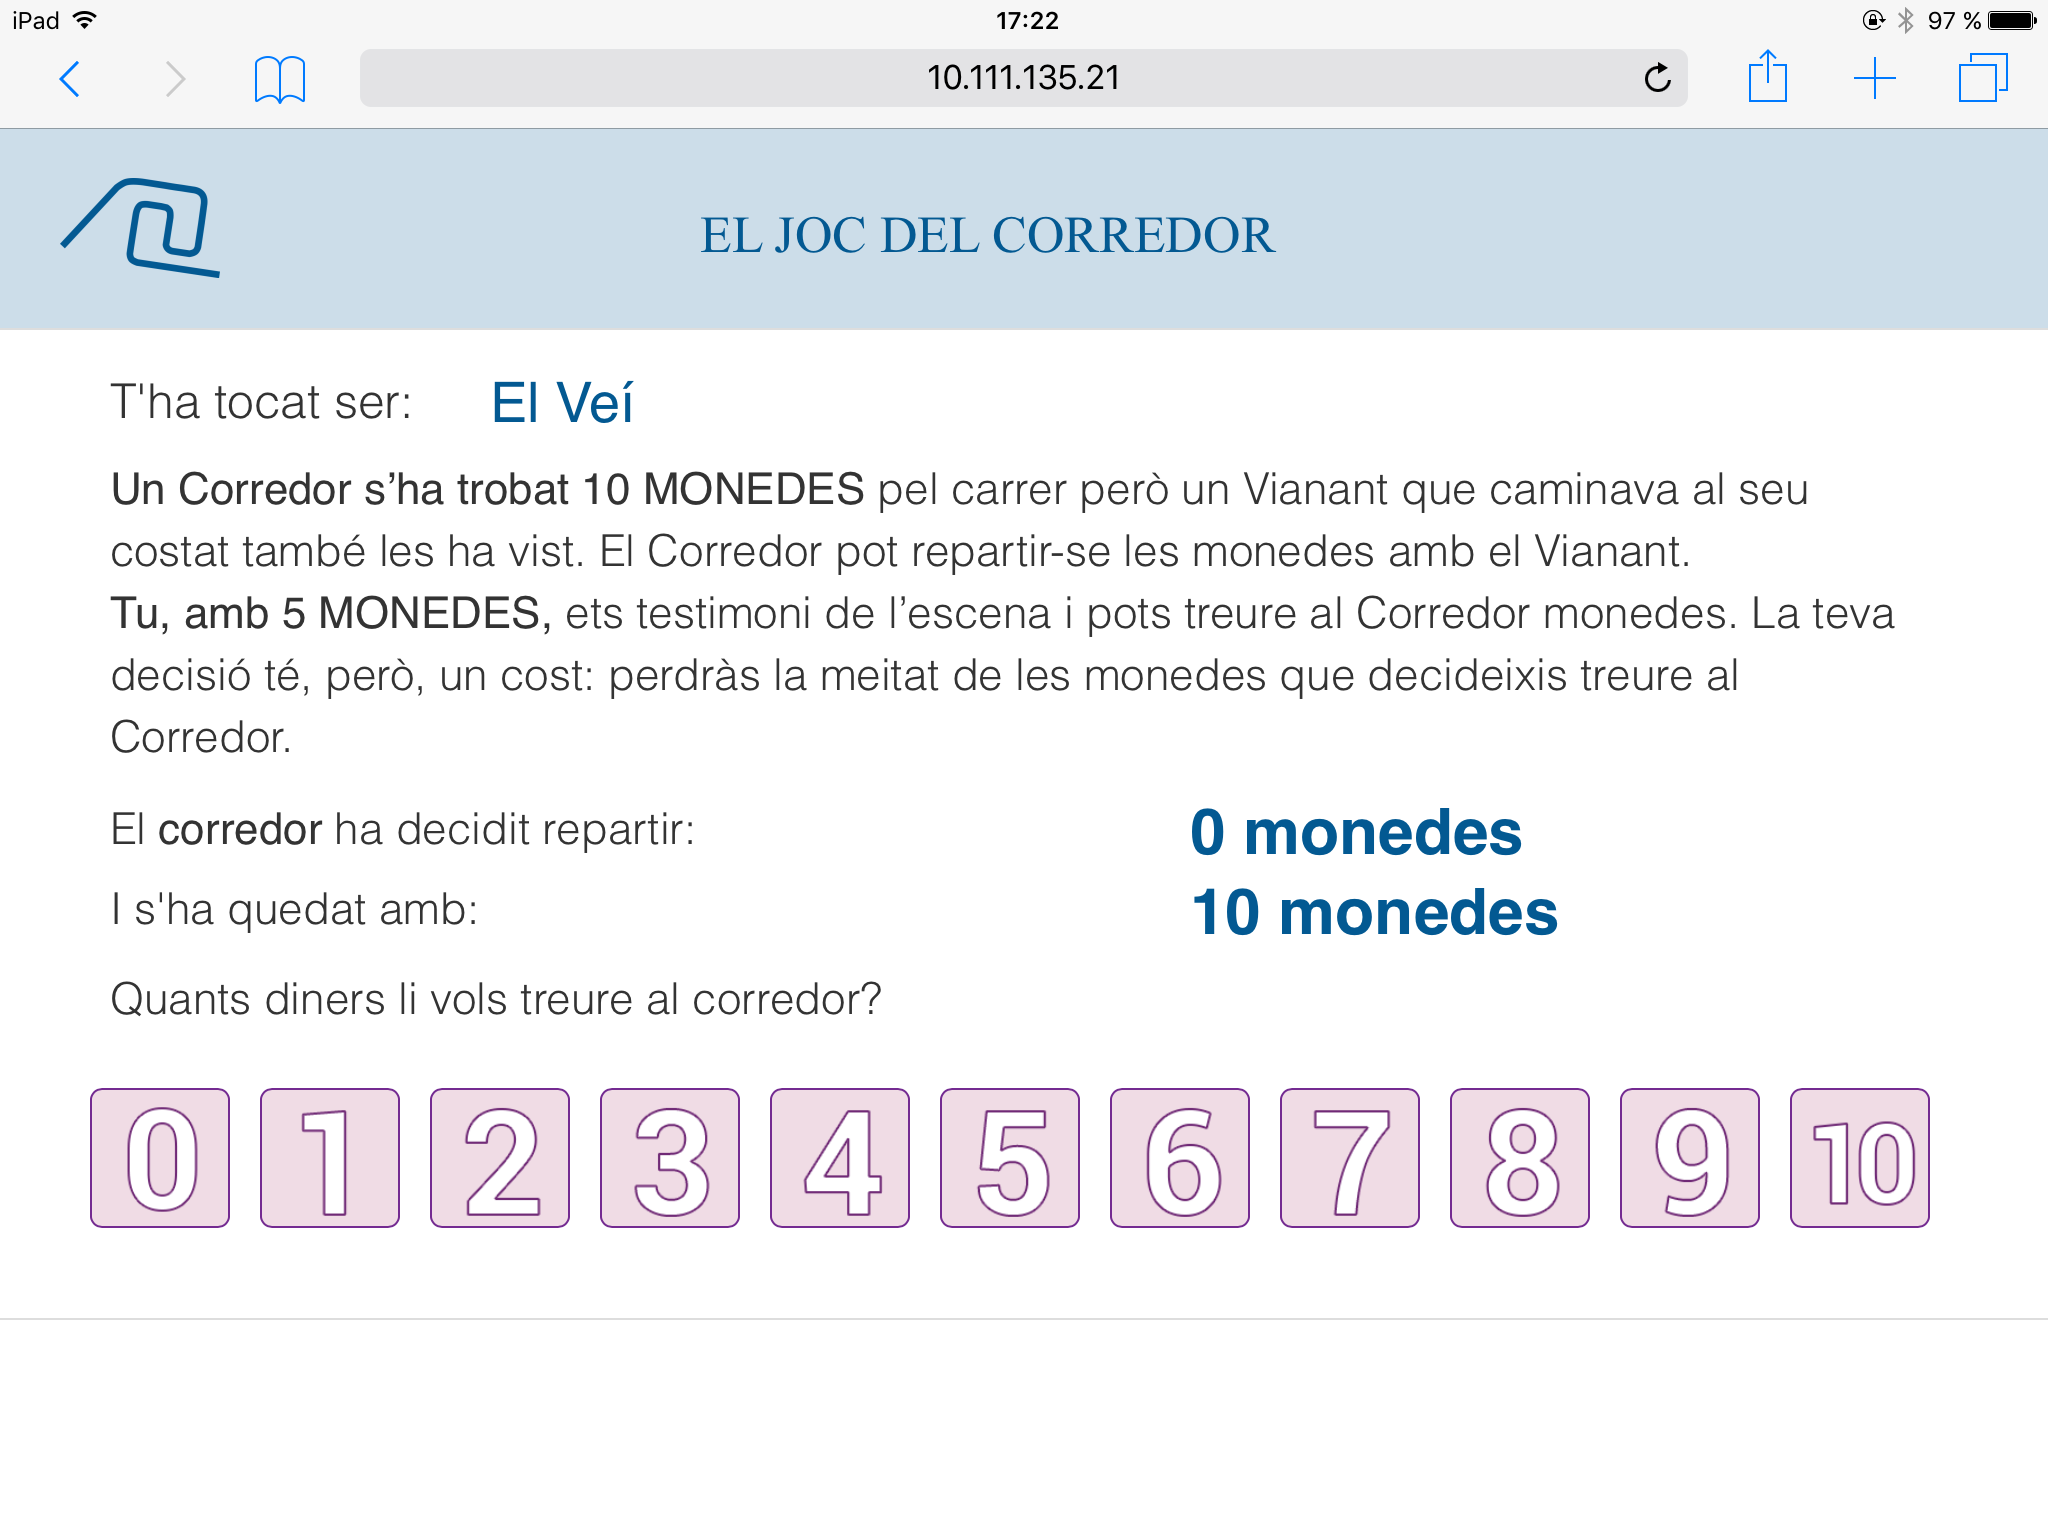 iPad 17:22 97 %
10.111.135.21
EL JOC DEL CORREDOR
T'ha tocat ser: El Veí
Un Corredor s’ha trobat 10 MONEDES pel carrer però un Vianant que caminava al seu
costat també les ha vist. El Corredor pot repartir-se les monedes amb el Vianant.
Tu, amb 5 MONEDES, ets testimoni de l’escena i pots treure al Corredor monedes. La teva
decisió té, però, un cost: perdràs la meitat de les monedes que decideixis treure al
Corredor.
El corredor ha decidit repartir: 0 monedes
I s'ha quedat amb: 10 monedes
Quants diners li vols treure al corredor?
0 1 2 3 4 5 6 7 8 9 10